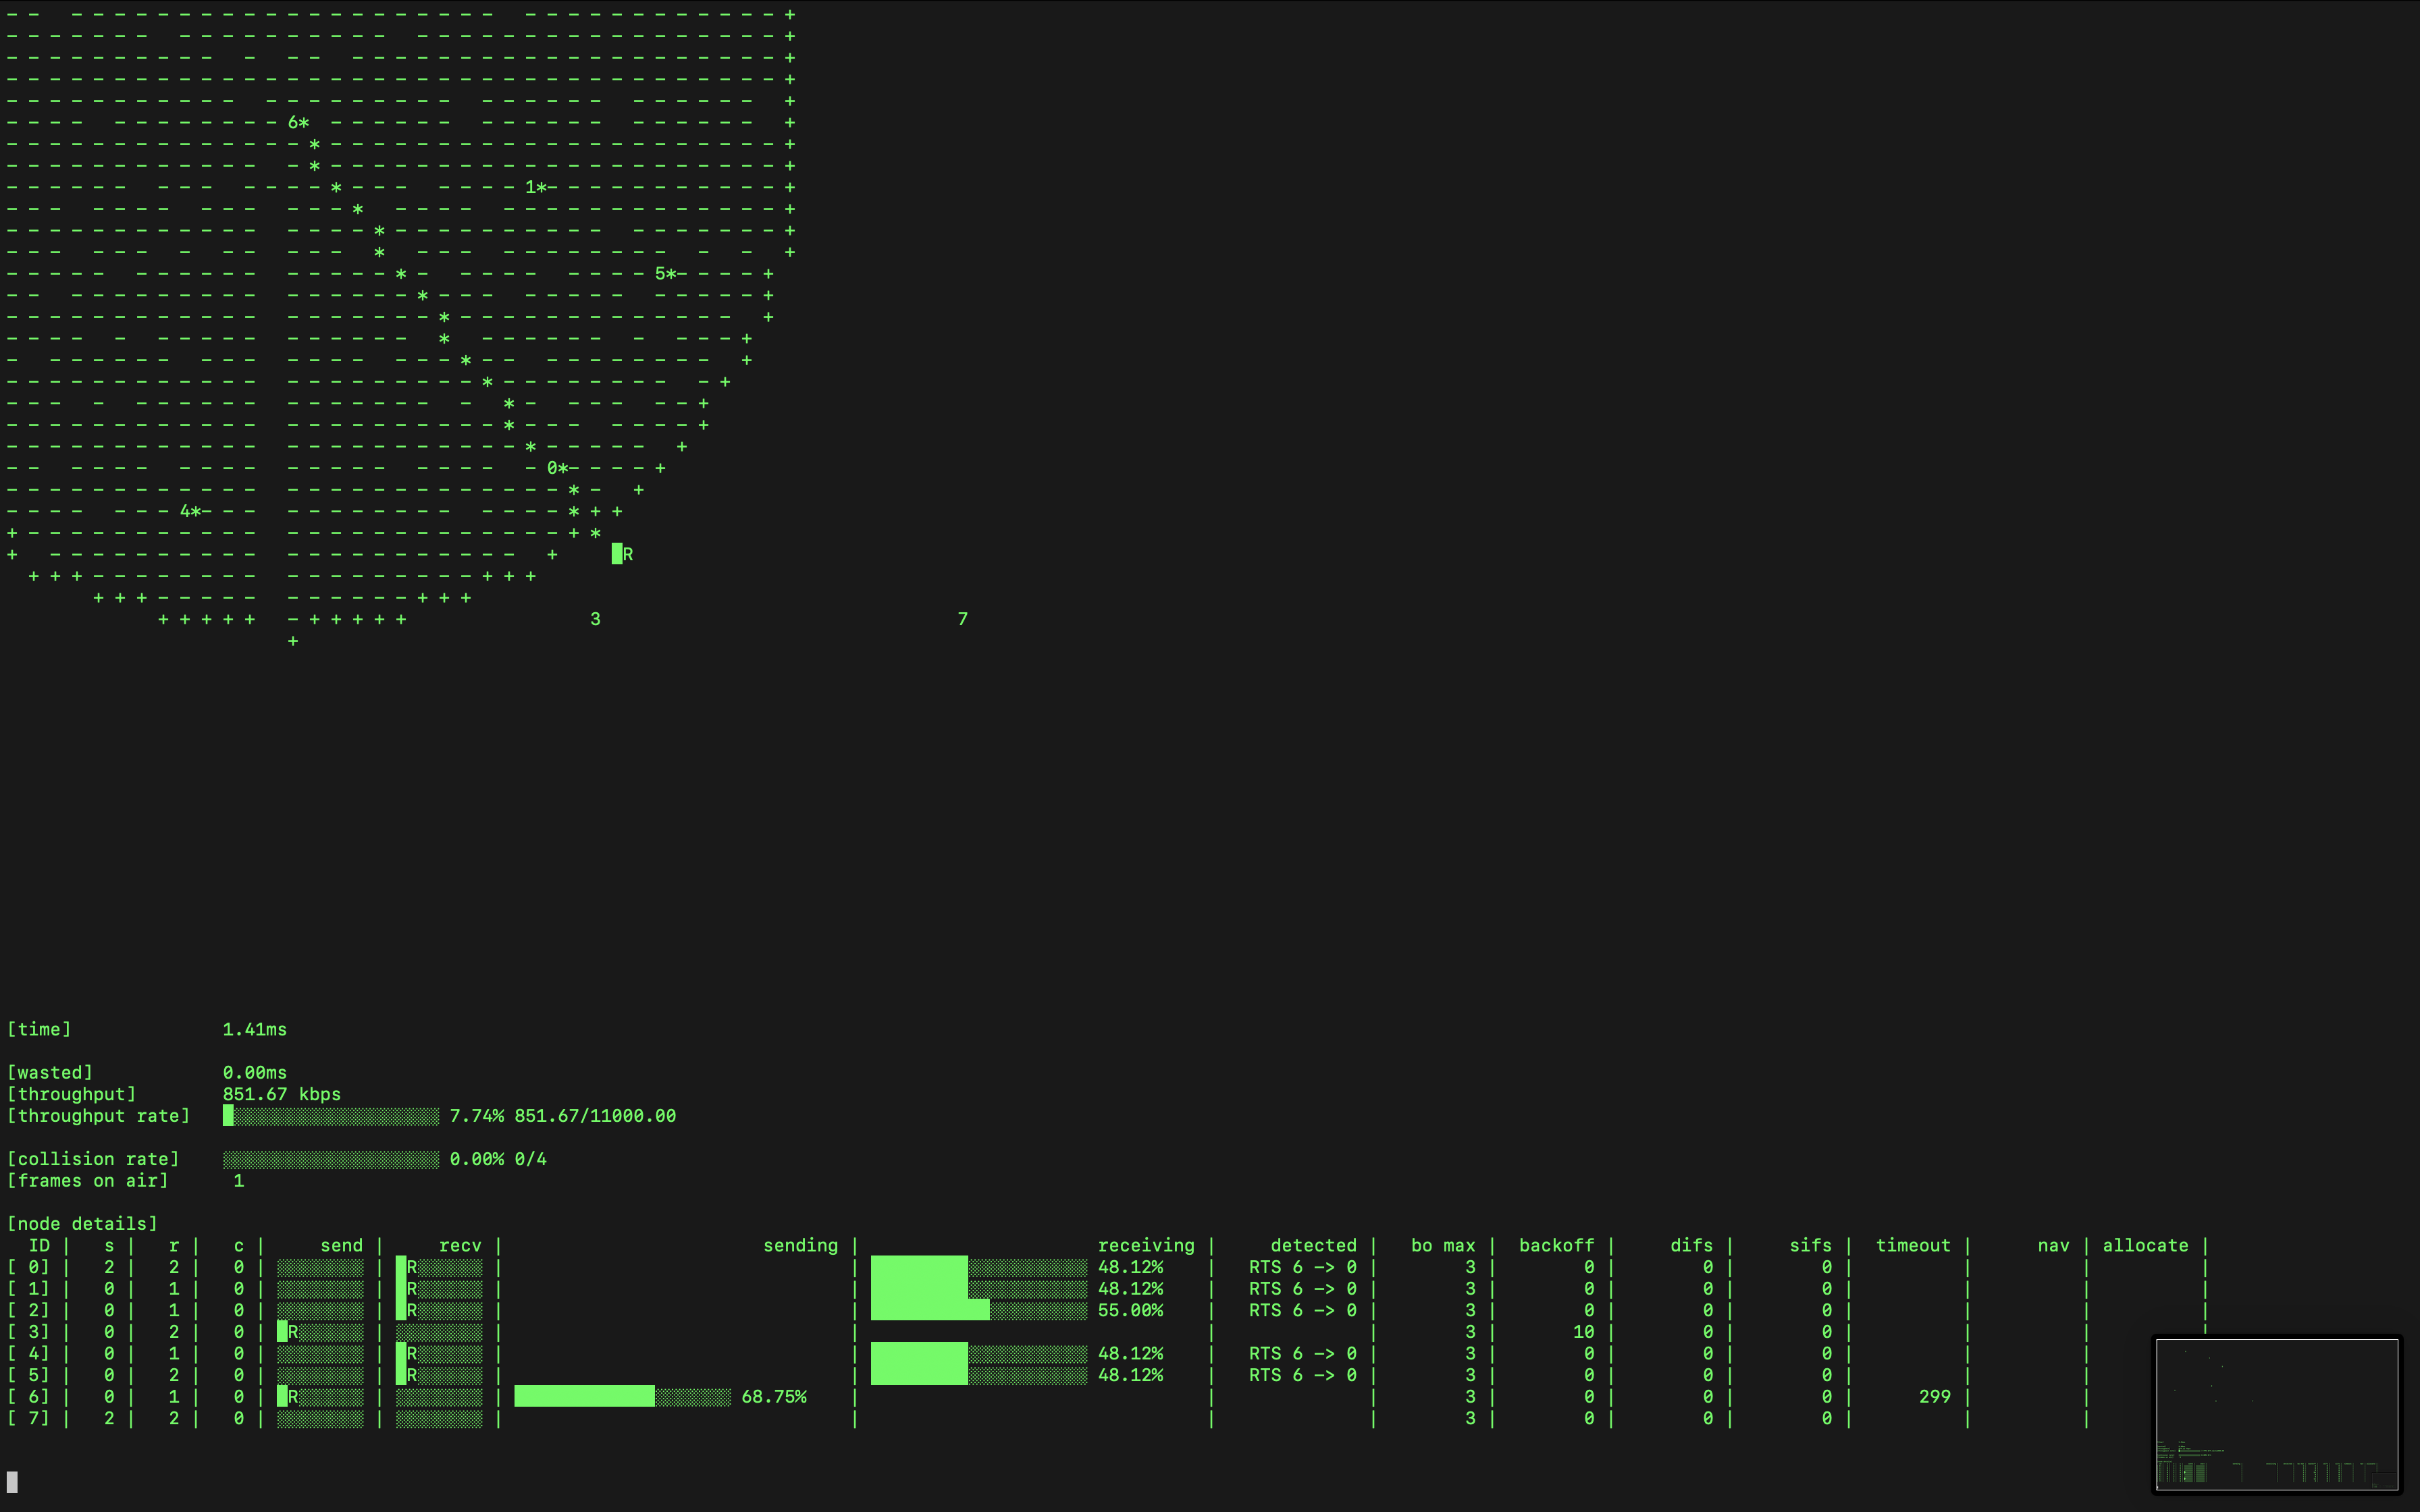 6*
1*
5*
0*
4*
R
3 7
[time] 1.41ms
[wasted] 0.00ms
[throughput] 851.67 kbps
[throughput rate] 7.74% 851.67/11000.00
[collision rate] 0.00% 0/4
[frames on air] 1
[node details]
ID | s | r | c | send | recv | sending | receiving | detected | bo max | backoff | difs | sifs | timeout | nav | allocate |
[ 0] | 2 | 2 | 0 | | R | | 48.12% | RTS 6 -> 0 | 3 | 0 | 0 | 0 | | | |
[ 1] | 0 | 1 | 0 | | R | | 48.12% | RTS 6 -> 0 | 3 | 0 | 0 | 0 | | | |
[ 2] | 0 | 1 | 0 | | R | | 55.00% | RTS 6 -> 0 | 3 | 0 | 0 | 0 | | | |
[ 3] | 0 | 2 | 0 | R | | | | | 3 | 10 | 0 | 0 | | | |
[ 4] | 0 | 1 | 0 | | R | | 48.12% | RTS 6 -> 0 | 3 | 0 | 0 | 0 | | |
[ 5] | 0 | 2 | 0 | | R | | 48.12% | RTS 6 -> 0 | 3 | 0 | 0 | 0 | | |
[ 6] | 0 | 1 | 0 | R | | 68.75% | | | 3 | 0 | 0 | 0 | 299 | |
[ 7] | 2 | 2 | 0 | | | | | | 3 | 0 | 0 | 0 | | |